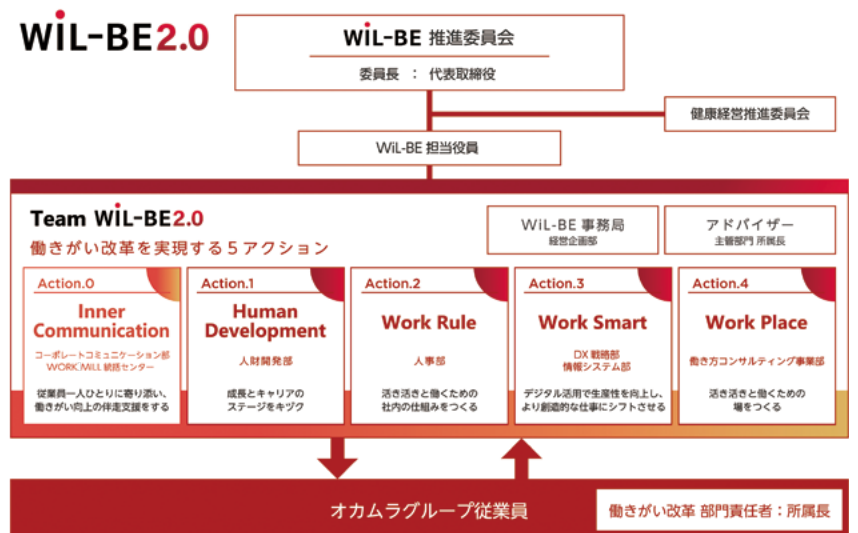 WiL-BE2.0
WiL-BE 推進委員会
委員長 : 代表取締役
健康経営推進委員会
WiL-BE 担当役員
Team WiL-BE2.0
働きがい改革を実現する5アクション
WiL-BE 事務局
経営企画部
アドバイザー
主管部門 所属長
Action.0
Inner
Communication
コーポレートコミュニケーション部
WORK MILL 統括センター
従業員一人ひとりに寄り添い、
働きがい向上の伴走支援をする
Action.1
Human
Development
人財開発部
成長とキャリアの
ステージをキヅク
Action.2
Work Rule
人事部
活き活きと働くための
社内の仕組みをつくる
Action.3
Work Smart
DX 戦略部
情報システム部
デジタル活用で生産性を向上し、
より創造的な仕事にシフトさせる
Action.4
Work Place
働き方コンサルティング事業部
活き活きと働くための
場をつくる
オカムラグループ従業員
働きがい改革 部門責任者：所属長